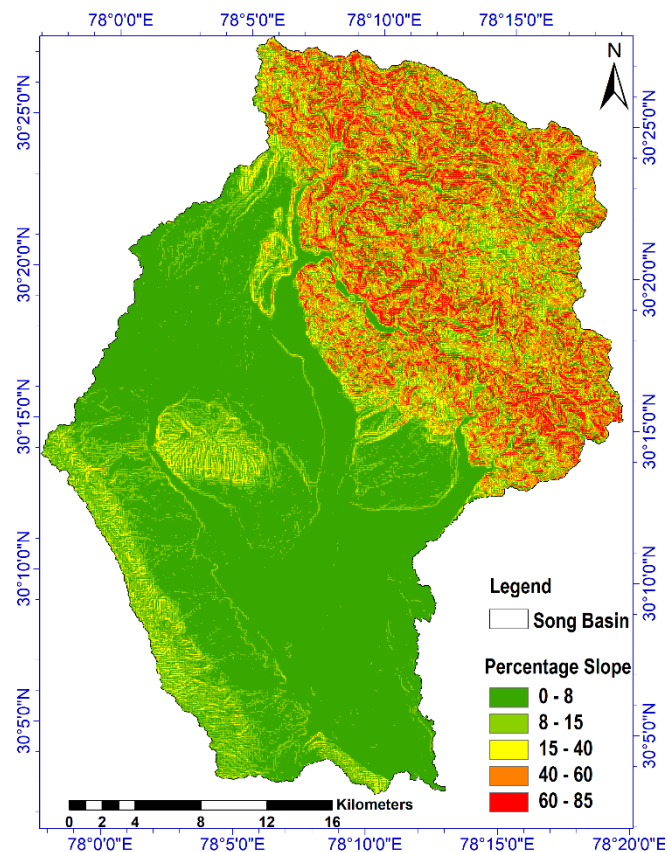 78°0'0"E 78°5'0"E 78°10'0"E 78°15'0"E
N
30°25'0"N 30°25'0"N
30°20'0"N 30°20'0"N
30°15'0"N 30°15'0"N
30°10'0"N 30°10'0"N
30°5'0"N 30°5'0"N
Legend
Song Basin
Percentage Slope
0 - 8
8 - 15
15 - 40
40 - 60
60 - 85
Kilometers
0 2 4 8 12 16
78°0'0"E 78°5'0"E 78°10'0"E 78°15'0"E 78°20'0"E